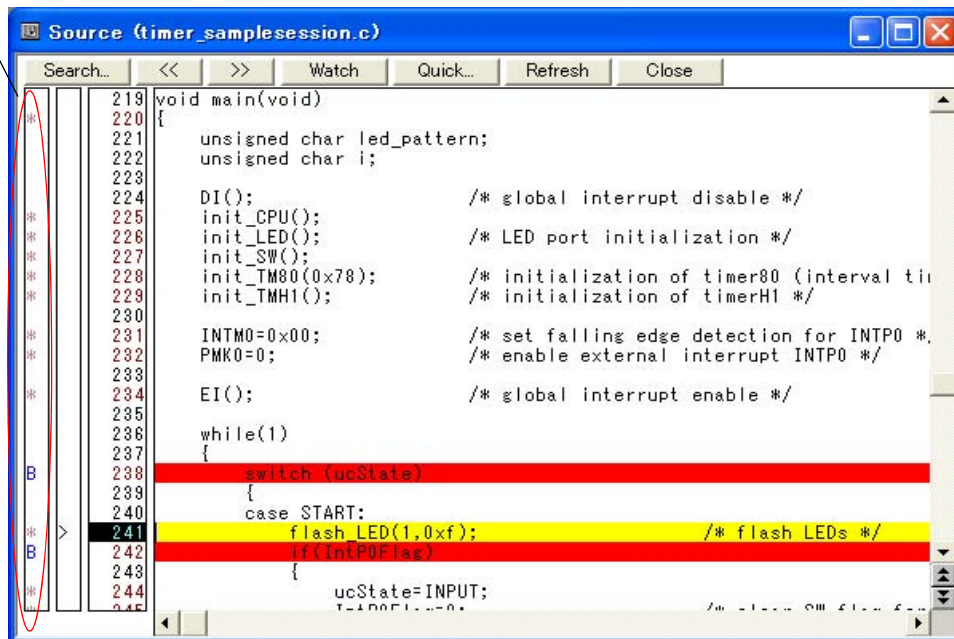 Source (timer_samplesession.c)
Search... << >> Watch Quick... Refresh Close
219 void main(void)
* 220 {
221 unsigned char led_pattern;
222 unsigned char i;
223
224 DI(); /* global interrupt disable */
* 225 init_CPU();
* 226 init_LED(); /* LED port initialization */
* 227 init_SW();
* 228 init_TM80(0x78); /* initialization of timer80 (interval tim
* 229 init_TMH1(); /* initialization of timerH1 */
230
* 231 INTM0=0x00; /* set falling edge detection for INTP0 *
* 232 PMK0=0; /* enable external interrupt INTP0 */
233
* 234 EI(); /* global interrupt enable */
235
236 while(1)
237 {
B 238 switch (ucState)
239 {
240 case START:
* > 241 flash_LED(1,0xf); /* flash LEDs */
B 242 if(IntP0Flag)
243 {
* 244 ucState=INPUT;